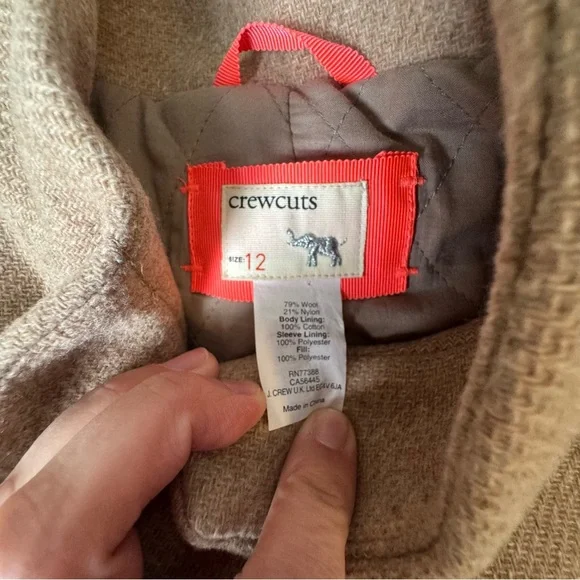 crewcuts
SIZE: 12
79% Wool
21% Nylon
Body Lining:
100% Cotton
Sleeve Lining:
100% Polyester
Fill:
100% Polyester
RN77388
CA56445
J.CREW U.K. Ltd 6JA
Made in China